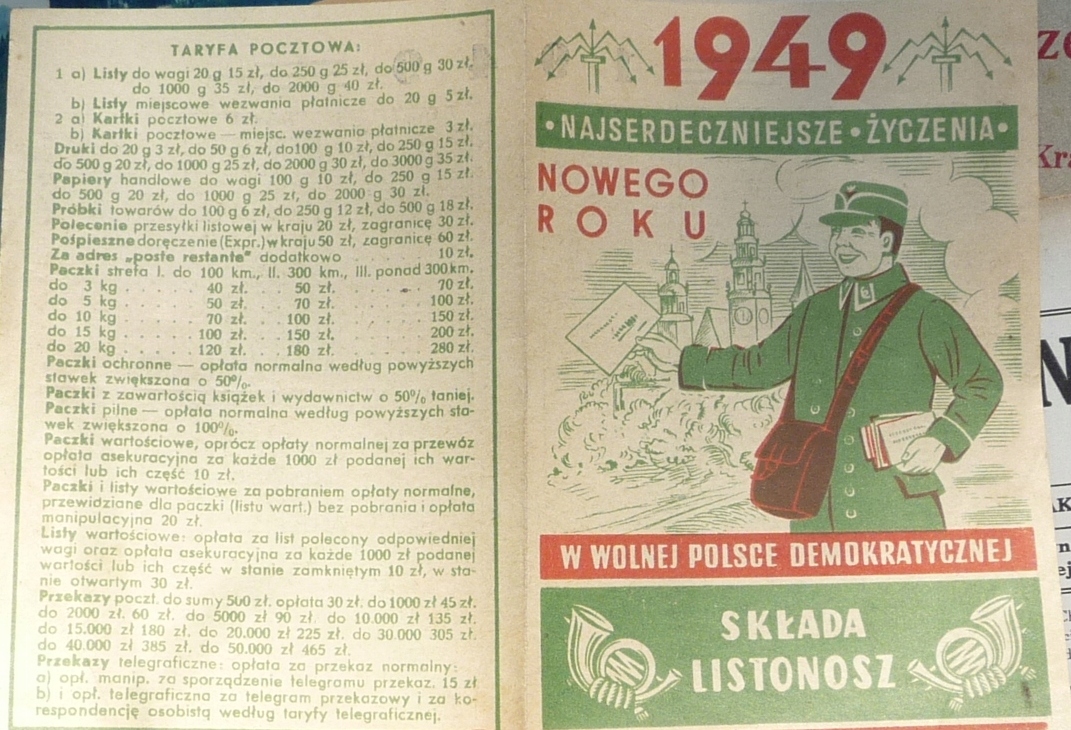 TARYFA POCZTOWA:
1 a) Listy do wagi 20 g 15 zł, do 250 g 25 zł, do 500 g 30 zł.
do 1000 g 35 zł, do 2000 g 40 zł.
b) Listy miejscowe wezwania płatnicze do 20 g 5 zł.
2 a) Kartki pocztowe 6 zł.
b) Kartki pocztowe — miejsc. wezwania płatnicze 3 zł.
Druki do 20 g 3 zł, do 50 g 6 zł, do 100 g 10 zł, do 250 g 15 zł.
do 500 g 20 zł, do 1000 g 25 zł, do 2000 g 30 zł, do 3000 g 35 zł.
Papiery handlowe do wagi 100 g 10 zł, do 250 g 15 zł.
do 500 g 20 zł, do 1000 g 25 zł, do 2000 g 30 zł.
Próbki towarów do 100 g 6 zł, do 250 g 12 zł, do 500 g 18 zł.
Polecenie przesyłki listowej w kraju 20 zł, zagranicę 30 zł.
Pośpieszne doręczenie (Expr.) w kraju 50 zł, zagranicę 60 zł.
Za adres „poste restante" dodatkowo . . . . . 10 zł.
Paczki strefa I. do 100 km., II. 300 km., III. ponad 300 km.
do 3 kg . . . . . 40 zł. . . 50 zł. . . . . . 70 zł.
do 5 kg . . . . . 50 zł. . . 70 zł. . . . . . 100 zł.
do 10 kg . . . . . 70 zł. . . 100 zł. . . . . . 150 zł.
do 15 kg . . . . . 100 zł. . . 150 zł. . . . . . 200 zł.
do 20 kg . . . . . 120 zł. . . 180 zł. . . . . . 280 zł.
Paczki ochronne — opłata normalna według powyższych
stawek zwiększona o 50%.
Paczki z zawartością książek i wydawnictw o 50% taniej.
Paczki pilne — opłata normalna według powyższych sta-
wek zwiększona o 100%.
Paczki wartościowe, oprócz opłaty normalnej za przewóz
opłata asekuracyjna za każde 1000 zł podanej ich war-
tości lub ich część 10 zł.
Paczki i listy wartościowe za pobraniem opłaty normalne,
przewidziane dla paczki (listu wart.) bez pobrania i opłata
manipulacyjna 20 zł.
Listy wartościowe: opłata za list polecony odpowiedniej
wagi oraz opłata asekuracyjna za każde 1000 zł podanej
wartości lub ich część w stanie zamkniętym 10 zł, w sta-
nie otwartym 30 zł.
Przekazy poczt. do sumy 500 zł. opłata 30 zł. do 1000 zł 45 zł.
do 2000 zł. 60 zł. do 5000 zł 90 zł. do 10.000 zł 135 zł.
do 15.000 zł 180 zł. do 20.000 zł 225 zł. do 30.000 305 zł.
do 40.000 zł 385 zł. do 50.000 zł 465 zł.
Przekazy telegraficzne: opłata za przekaz normalny:
a) opł. manip. za sporządzenie telegramu przekaz. 15 zł
b) i opł. telegraficzna za telegram przekazowy i za ko-
respondencję osobistą według taryfy telegraficznej.
1949
•NAJSERDECZNIEJSZE•ŻYCZENIA•
NOWEGO
ROKU
W WOLNEJ POLSCE DEMOKRATYCZNEJ
SKŁADA
LISTONOSZ